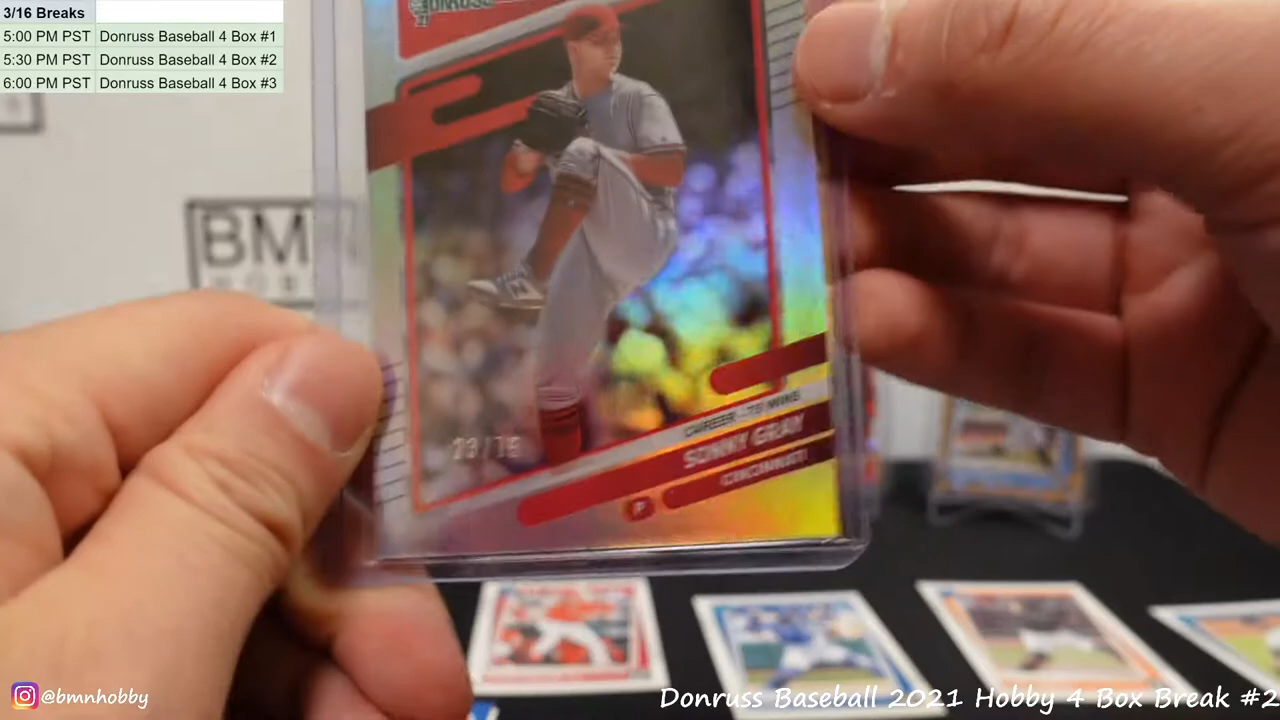 3/16 Breaks
5:00 PM PST Donruss Baseball 4 Box #1
5:30 PM PST Donruss Baseball 4 Box #2
6:00 PM PST Donruss Baseball 4 Box #3
BM
CAREER - 75 WINS
SONNY GRAY
CINCINNATI
P
@bmnhobby
Donruss Baseball 2021 Hobby 4 Box Break #2